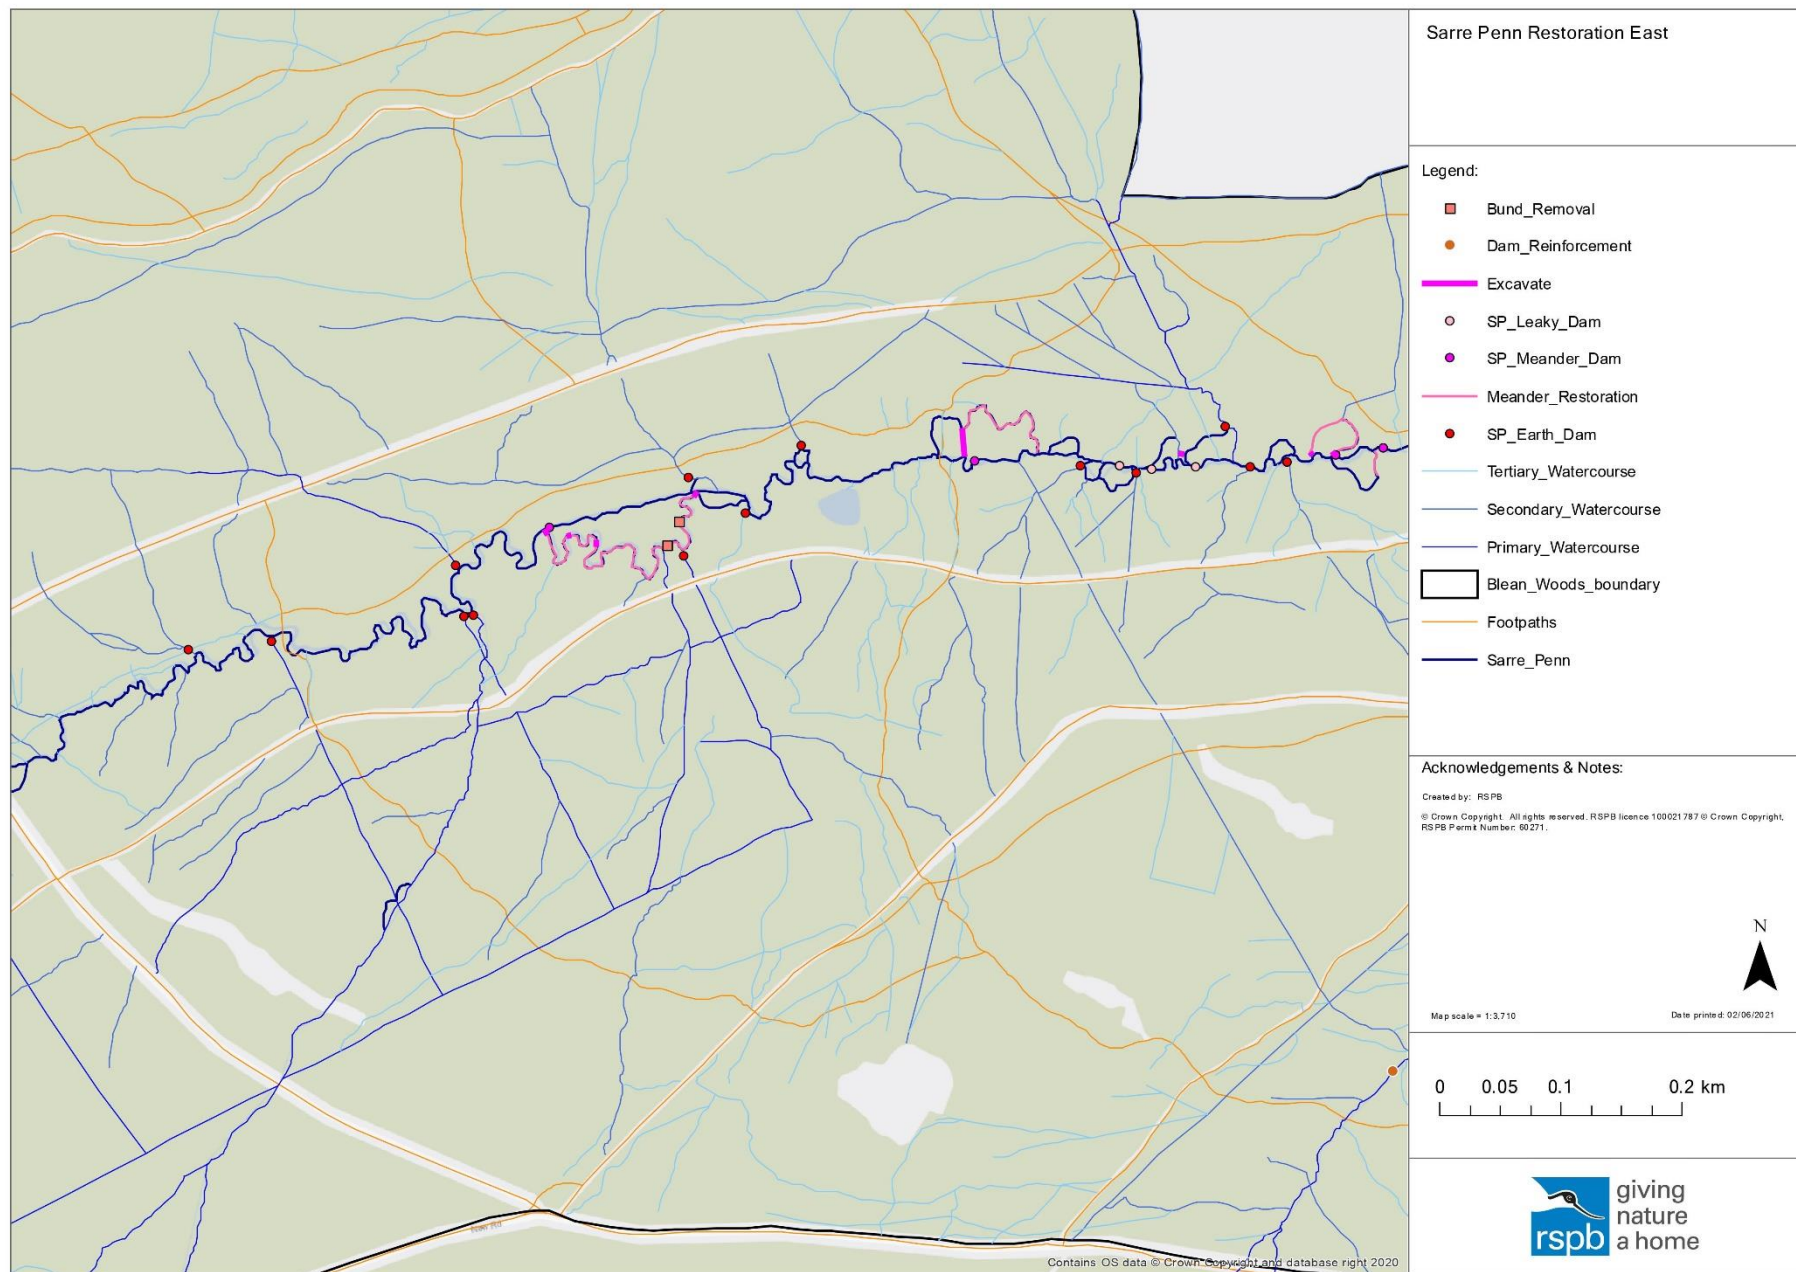 Sarre Penn Restoration East
Legend:
Bund_Removal
Dam_Reinforcement
Excavate
SP_Leaky_Dam
SP_Meander_Dam
Meander_Restoration
SP_Earth_Dam
Tertiary_Watercourse
Secondary_Watercourse
Primary_Watercourse
Blean_Woods_boundary
Footpaths
Sarre_Penn
Acknowledgements & Notes:
Created by: RSPB
© Crown Copyright. All rights reserved. RSPB licence 100021787 © Crown Copyright,
RSPB Permit Number: 60271.
N
Map scale = 1:3,710
Date printed: 02/06/2021
0 0.05 0.1 0.2 km
rspb
giving
nature
a home
Contains OS data © Crown Copyright and database right 2020